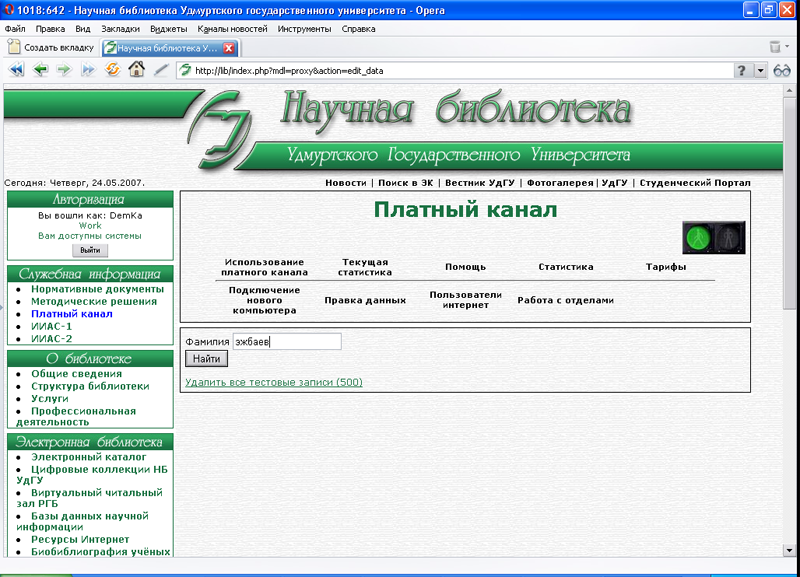 1018:642 - Научная библиотека Удмуртского государственного университета - Opera
Файл Правка Вид Закладки Виджеты Каналы новостей Инструменты Справка
Создать вкладку Научная библиотека У...
http://lib/index.php?mdl=proxy&action=edit_data
Научная библиотека
Удмуртского Государственного Университета
Сегодня: Четверг, 24.05.2007.
Новости | Поиск в ЭК | Вестник УдГУ | Фотогалерея | УдГУ | Студенческий Портал
Авторизация
Вы вошли как: DemKa
Work
Вам доступны системы
Выйти
Служебная информация
Нормативные документы
Методические решения
Платный канал
ИИАС-1
ИИАС-2
О библиотеке
Общие сведения
Структура библиотеки
Услуги
Профессиональная
деятельность
Электронная библиотека
Электронный каталог
Цифровые коллекции НБ
УдГУ
Виртуальный читальный
зал РГБ
Базы данных научной
информации
Ресурсы Интернет
Биобиблиография учёных
Платный канал
Использование
платного канала
Текущая
статистика
Помощь
Статистика
Тарифы
Подключение
нового
компьютера
Правка данных
Пользователи
интернет
Работа с отделами
Фамилия эжбаев
Найти
Удалить все тестовые записи (500)